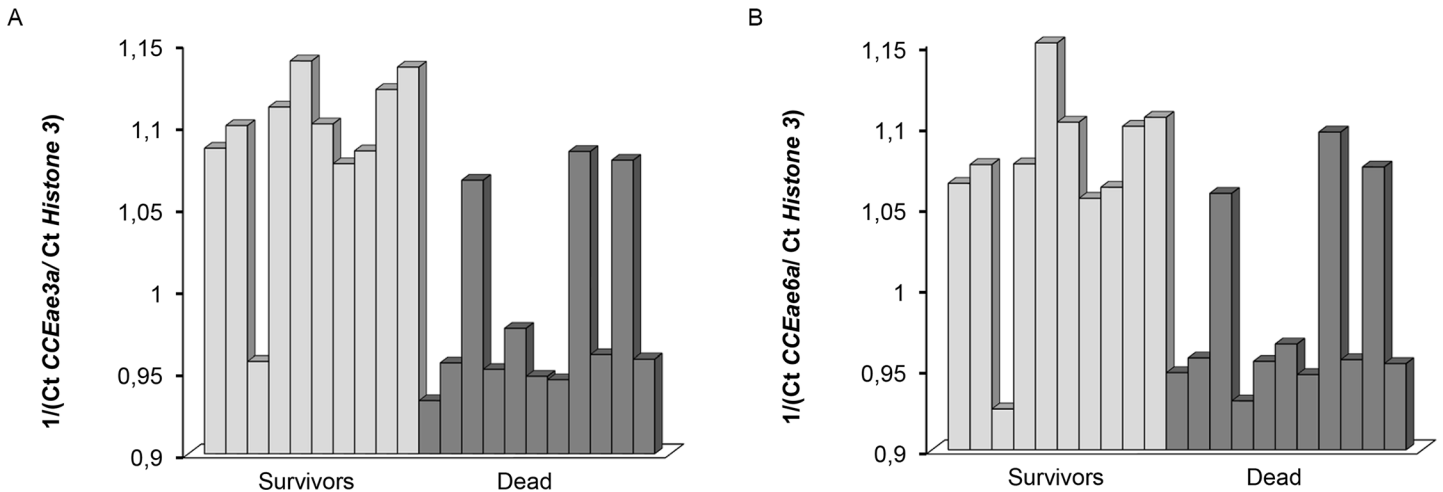 A
1/(Ct CCEae3a/ Ct Histone 3)
1,15
1,1
1,05
1
0,95
0,9
Survivors
Dead
B
1/(Ct CCEae6a/ Ct Histone 3)
1,15
1,1
1,05
1
0,95
0,9
Survivors
Dead